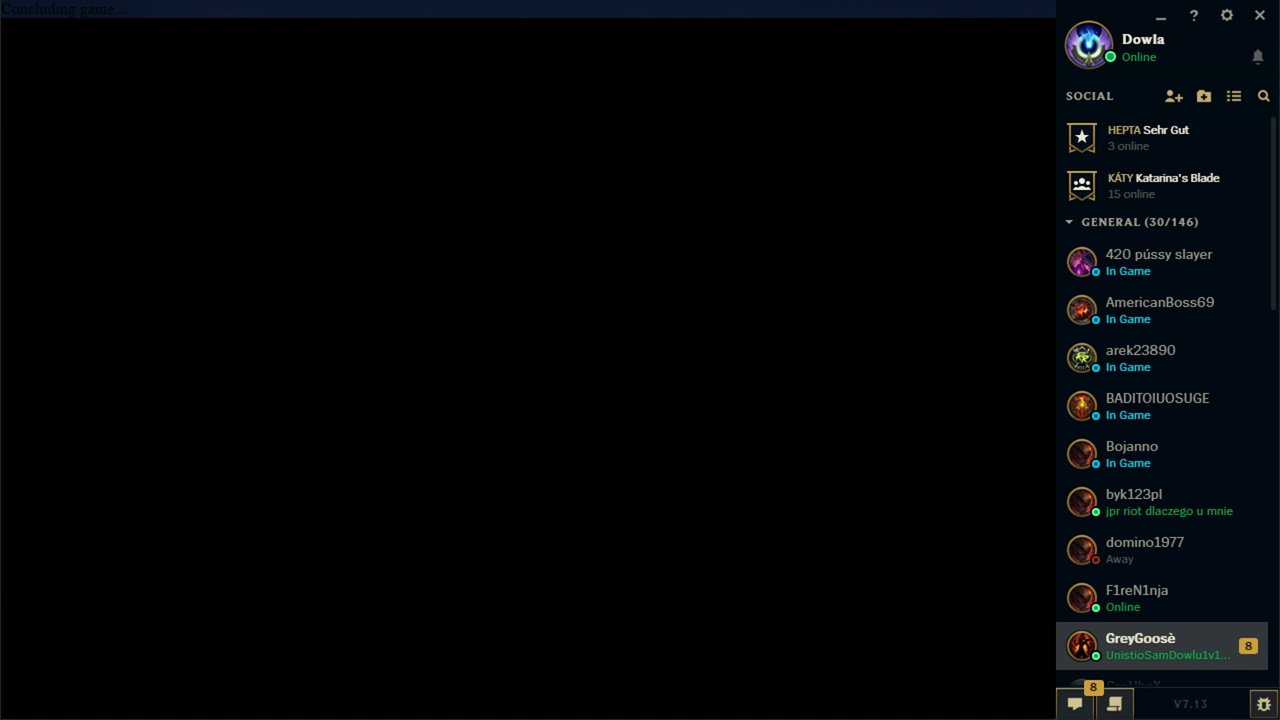 Concluding game...
?
Dowla
Online
SOCIAL
HEPTA Sehr Gut
3 online
KÁTY Katarina's Blade
15 online
GENERAL (30/146)
420 pússy slayer
In Game
AmericanBoss69
In Game
arek23890
In Game
BADITOIUOSUGE
In Game
Bojanno
In Game
byk123pl
jpr riot dlaczego u mnie
domino1977
Away
F1reN1nja
Online
GreyGoosè
8
UnistioSamDowlu1v1...
8
V7.13